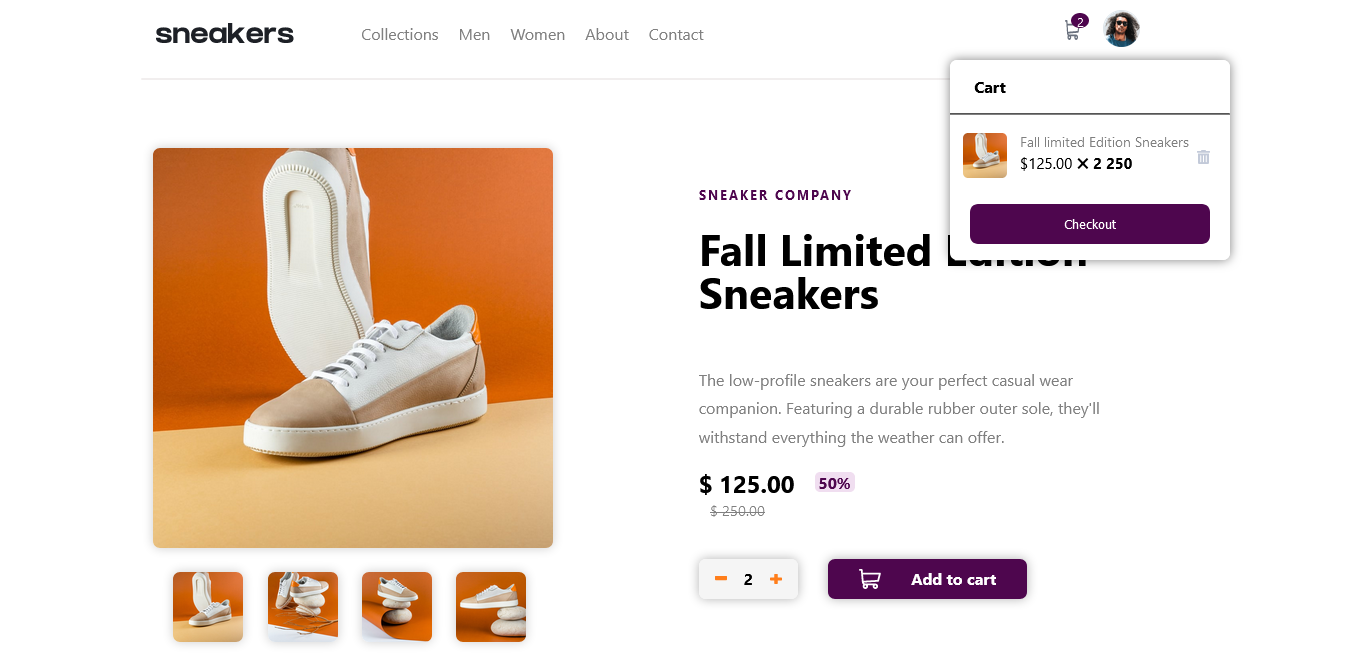 sneakers
Collections Men Women About Contact
2
Cart
Fall limited Edition Sneakers
$125.00 × 2 250
Checkout
SNEAKER COMPANY
Fall Limited Edition
Sneakers
The low-profile sneakers are your perfect casual wear
companion. Featuring a durable rubber outer sole, they'll
withstand everything the weather can offer.
$ 125.00 50%
$ 250.00
2
Add to cart